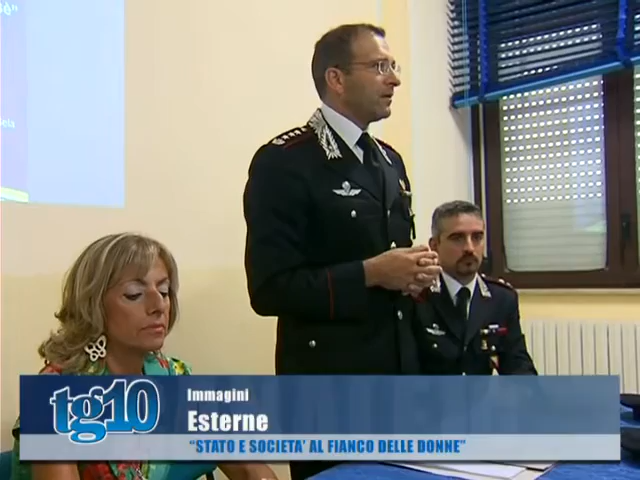 tg10
Immagini
Esterne
"STATO E SOCIETA' AL FIANCO DELLE DONNE"